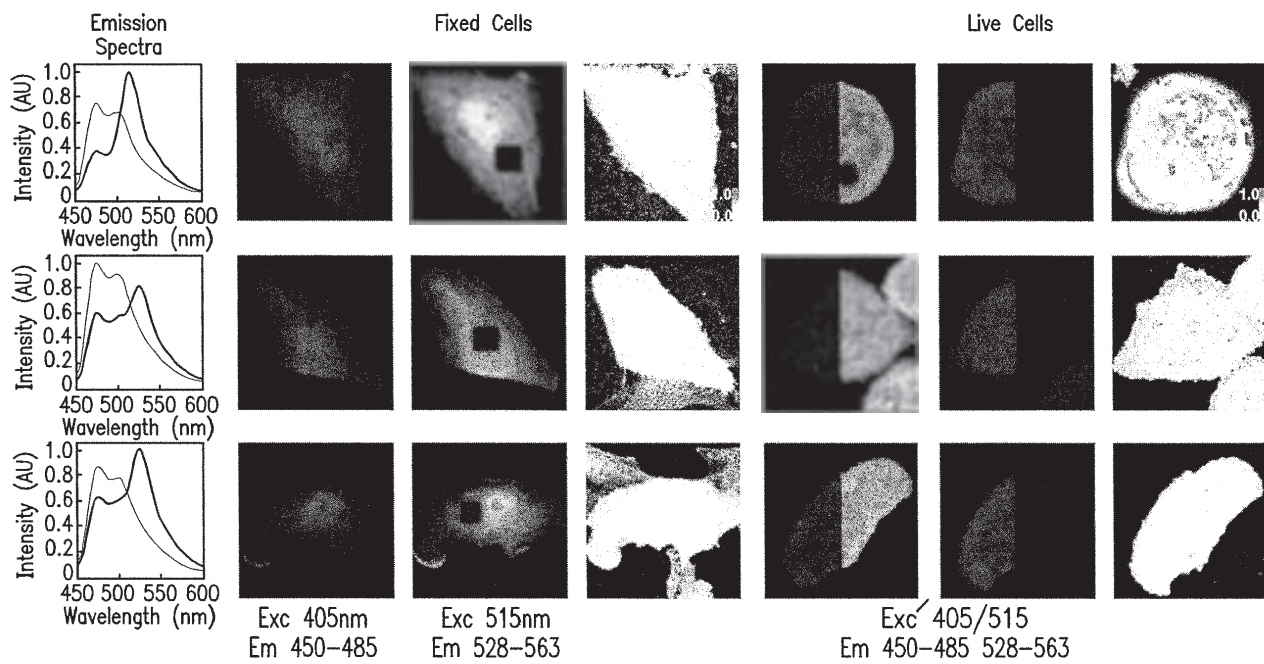 Emission
Spectra
Fixed Cells
Live Cells
Intensity (AU)
1.0
0.8
0.6
0.4
0.2
0
450 500 550 600
Wavelength (nm)
1.0
0.0
1.0
0.0
Intensity (AU)
1.0
0.8
0.6
0.4
0.2
0
450 500 550 600
Wavelength (nm)
Intensity (AU)
1.0
0.8
0.6
0.4
0.2
0
450 500 550 600
Wavelength (nm)
Exc 405nm
Em 450-485
Exc 515nm
Em 528-563
Exc 405/515
Em 450-485 528-563